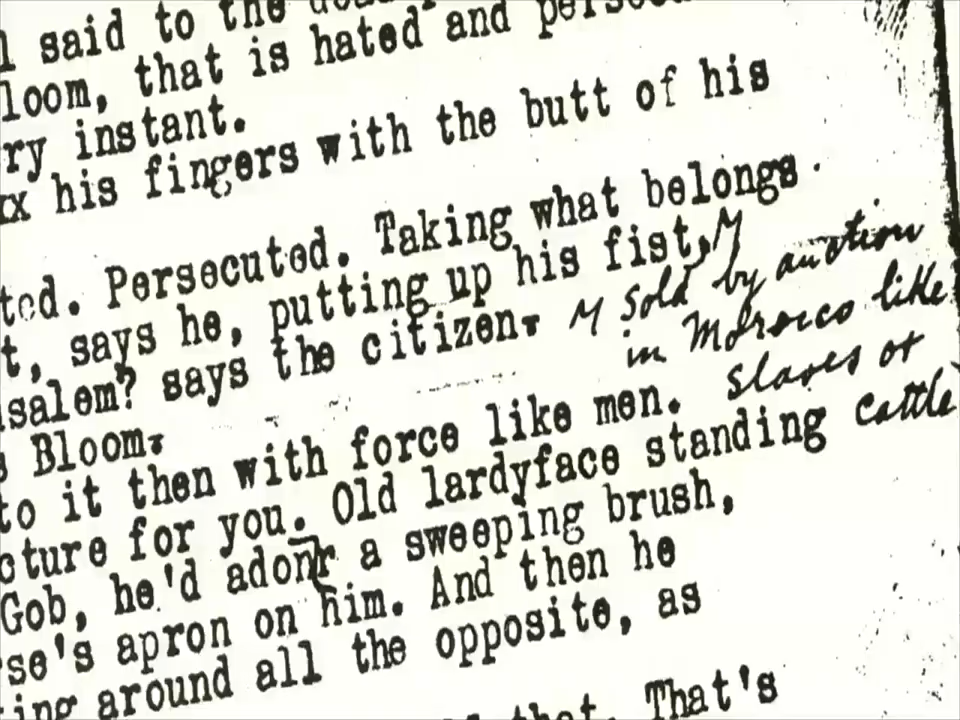 l said to the
loom, that is hated and
ry instant.
x his fingers with the butt of his
ted. Persecuted. Taking what belongs
t, says he, putting up his fist, M
M Sold by auction
salem? says the citizen.
in Morocco like
s Bloom.
slaves or
to it then with force like men.
cattle
cture for you. Old lardyface standing
Gob, he'd adorn a sweeping brush,
se's apron on him. And then he
ing around all the opposite, as
that. That's